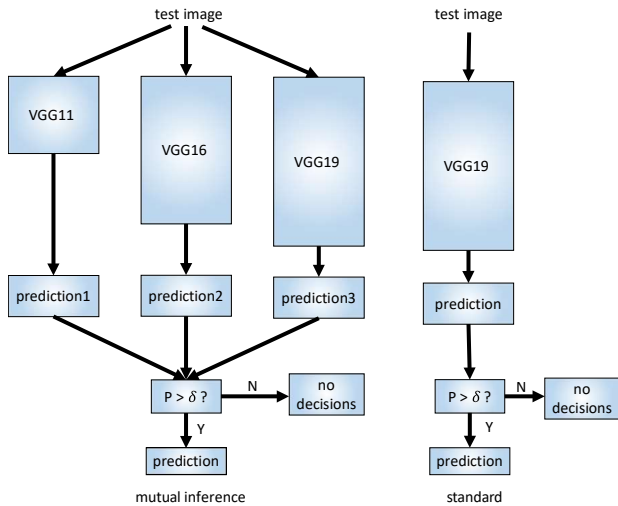 test image
VGG11
VGG16
VGG19
prediction1
prediction2
prediction3
P > δ ?
N
no
decisions
Y
prediction
mutual inference
test image
VGG19
prediction
P > δ ?
N
no
decisions
Y
prediction
standard